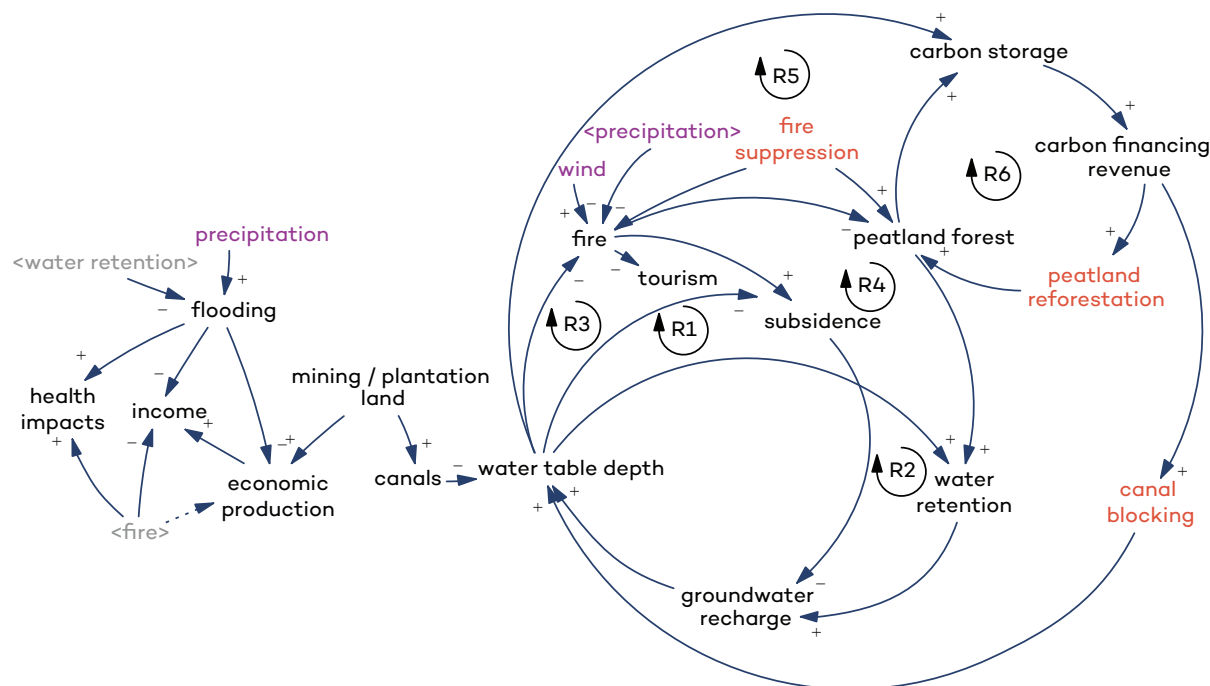 carbon storage
R5
fire
suppression
<precipitation>
wind
carbon financing
revenue
R6
precipitation
<water retention>
flooding
fire
peatland forest
tourism
peatland
reforestation
R4
R3
R1
subsidence
mining / plantation
land
health
impacts
income
economic
production
canals
water table depth
R2
water
retention
canal
blocking
<fire>
groundwater
recharge